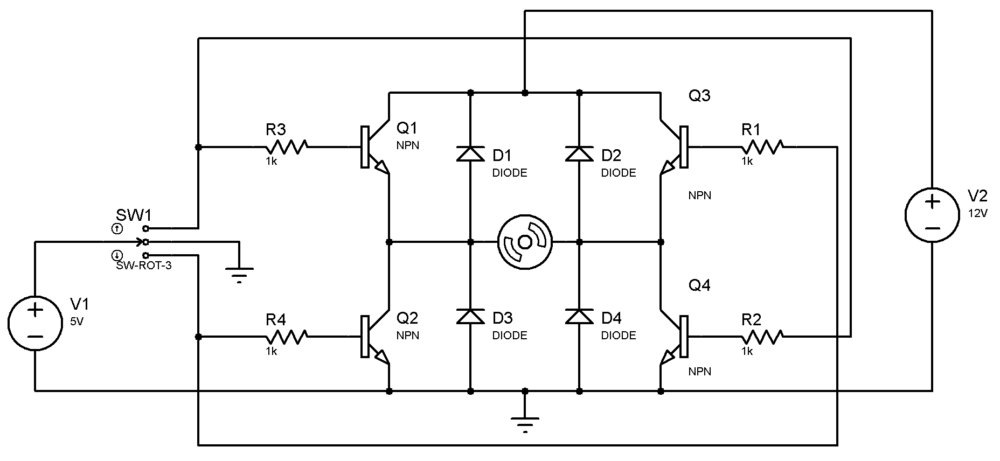 Q3
R3
1k
Q1
NPN
R1
1k
D1
DIODE
D2
DIODE
NPN
V2
12V
SW1
SW-ROT-3
V1
5V
R4
1k
Q2
NPN
D3
DIODE
D4
DIODE
Q4
NPN
R2
1k